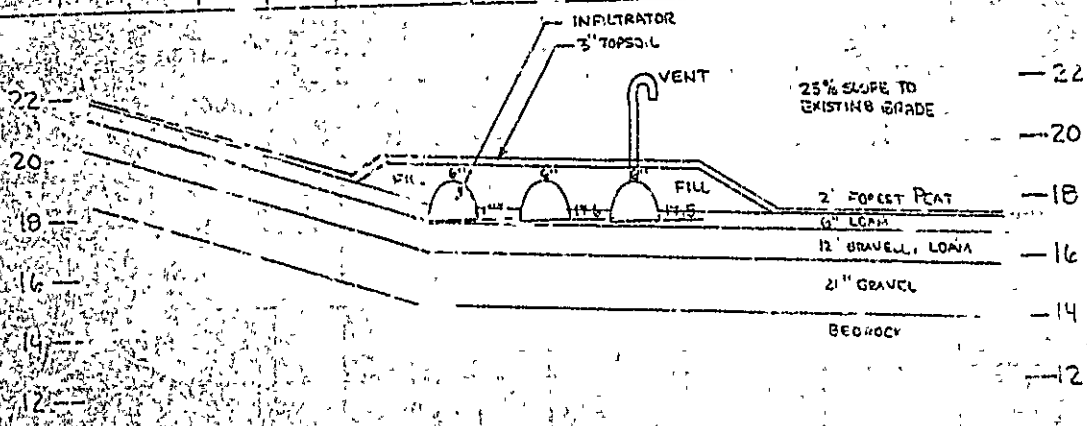 INFILTRATOR
3" TOPSOIL
VENT
25% SLOPE TO
EXISTING GRADE
22
20
18
16
14
12
22
20
18
16
14
12
FILL
6"
6"
6"
FILL
17.5
2" FOREST PEAT
6" LOAM
12" GRAVELL, LOAM
21" GRAVEL
BEDROCK